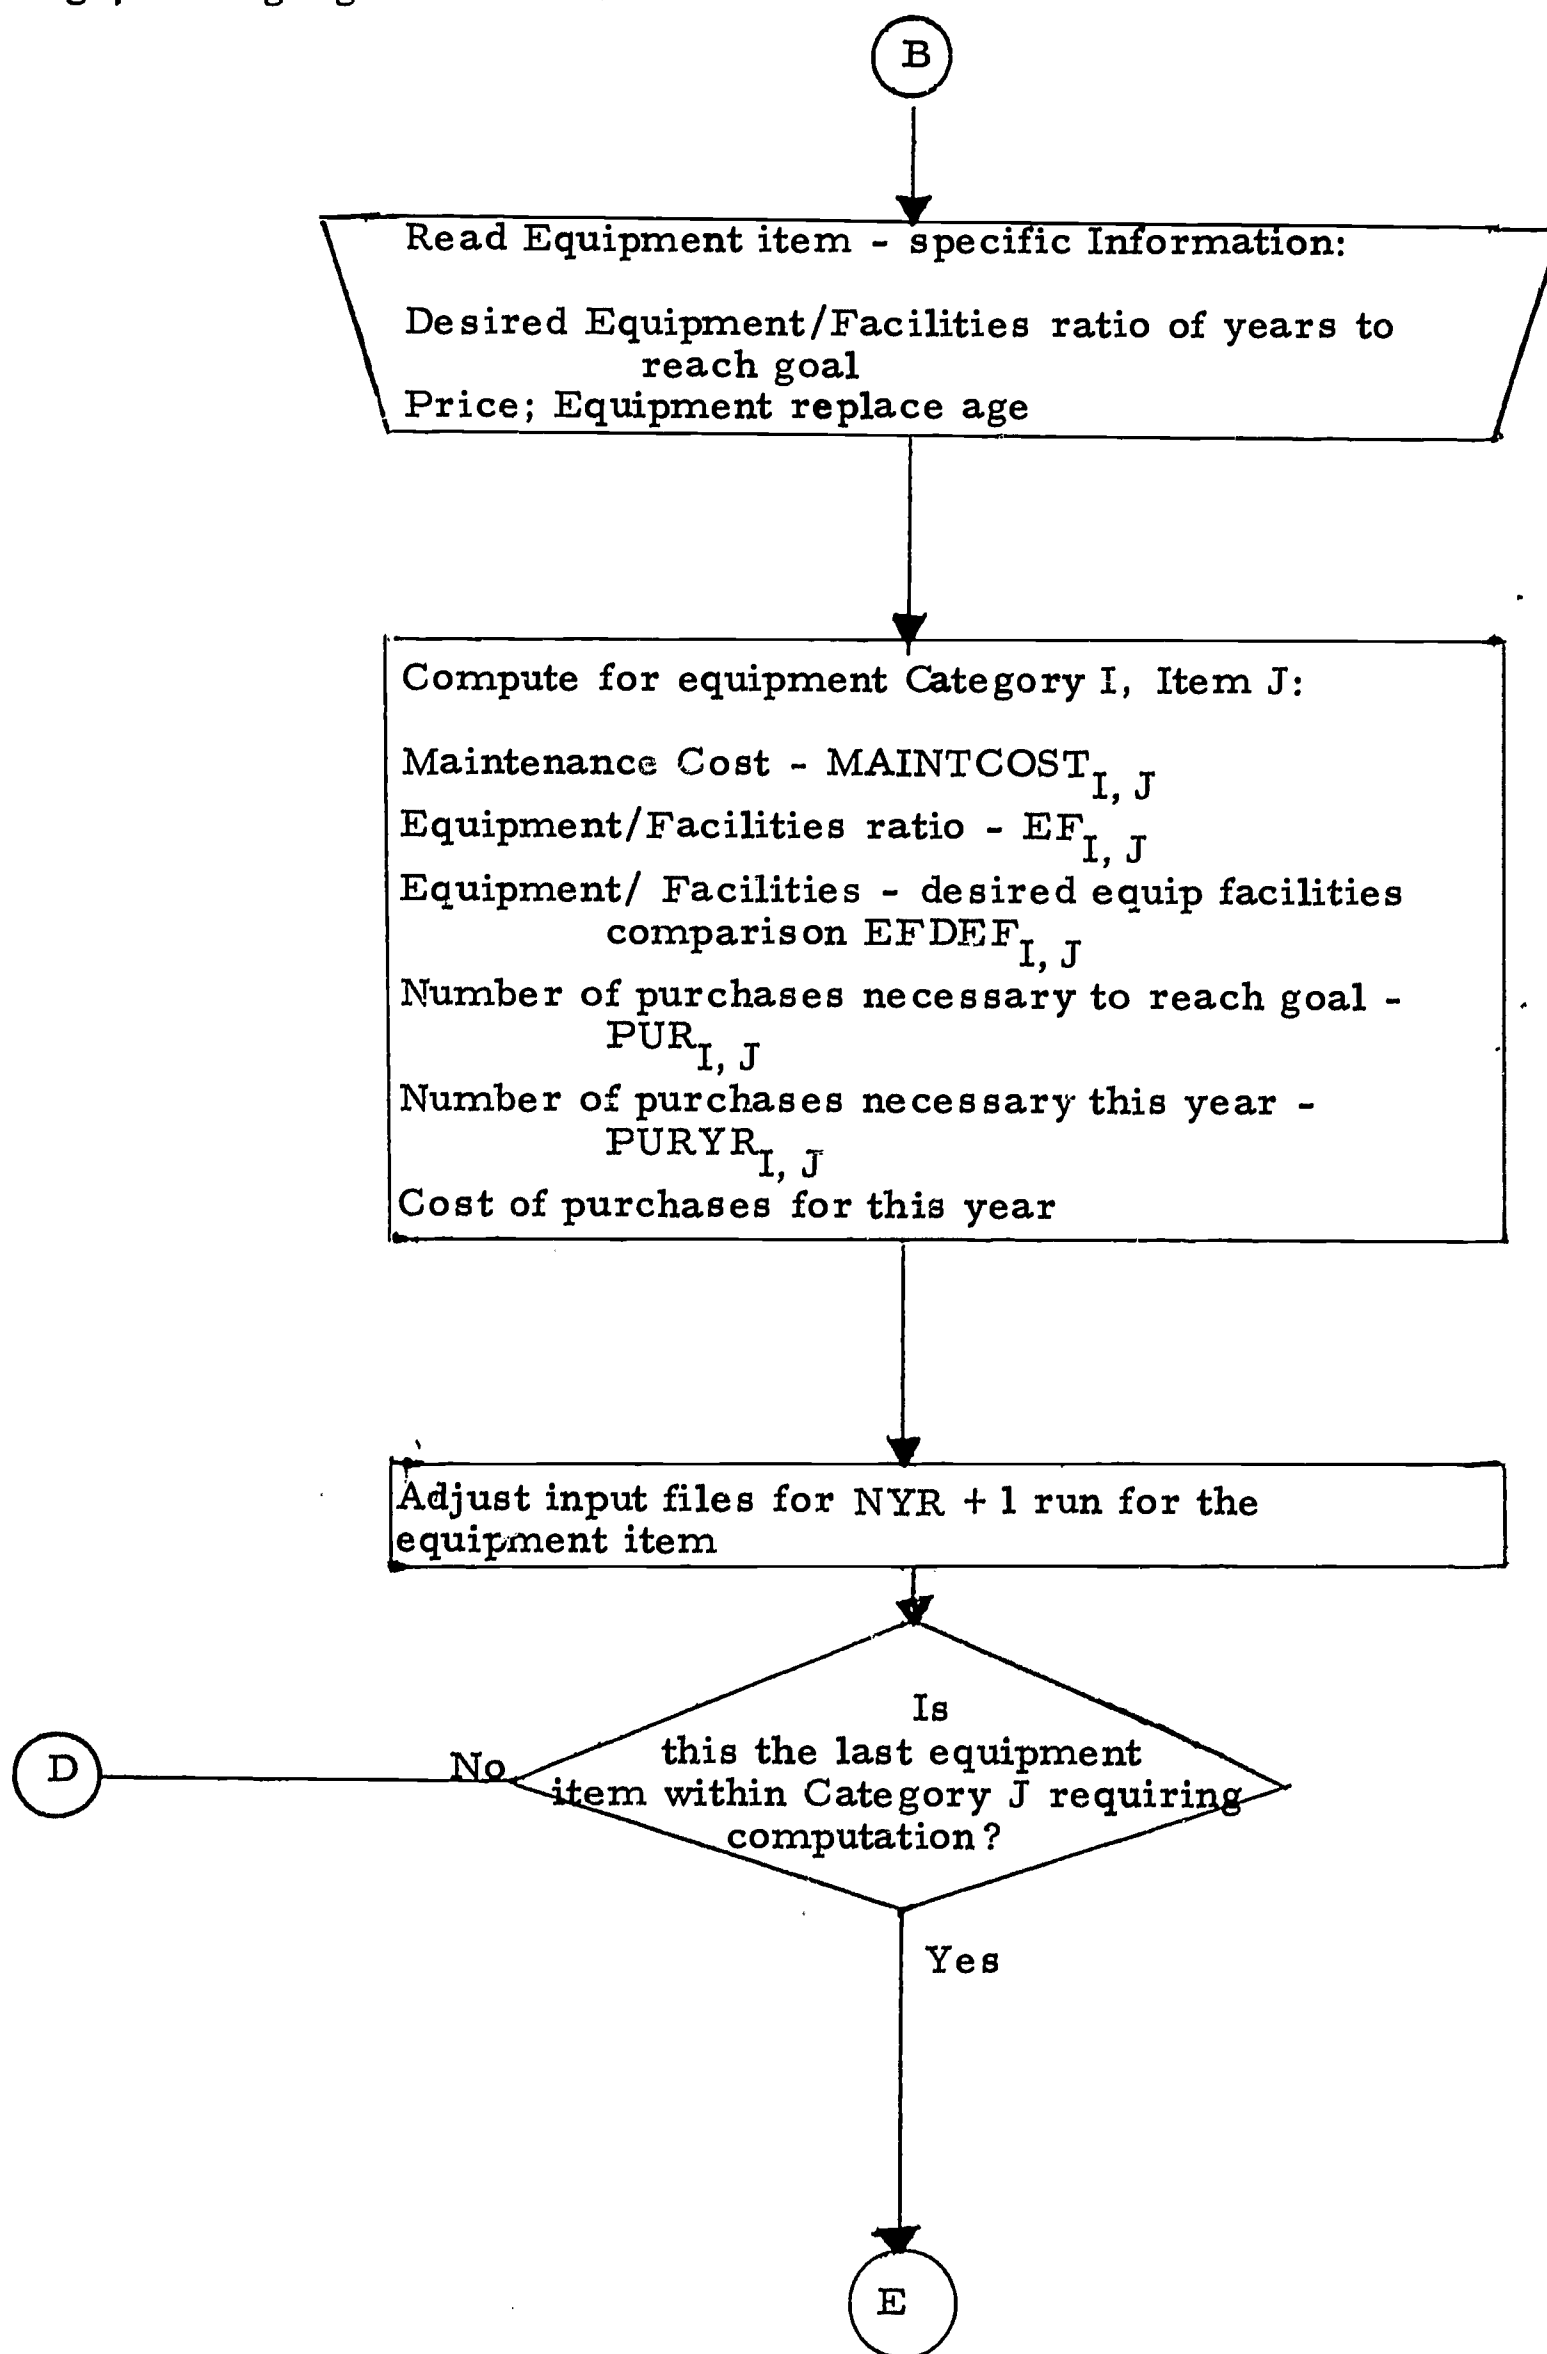 B
Read Equipment item - specific Information:
Desired Equipment/Facilities ratio of years to
reach goal
Price; Equipment replace age
Compute for equipment Category I, Item J:
Maintenance Cost - MAINTCOST I, J
Equipment/Facilities ratio - EF I, J
Equipment/ Facilities - desired equip facilities
comparison EFDEF I, J
Number of purchases necessary to reach goal -
PUR I, J
Number of purchases necessary this year -
PURYR I, J
Cost of purchases for this year
Adjust input files for NYR + 1 run for the
equipment item
Is
this the last equipment
item within Category J requiring
computation?
No
D
Yes
E